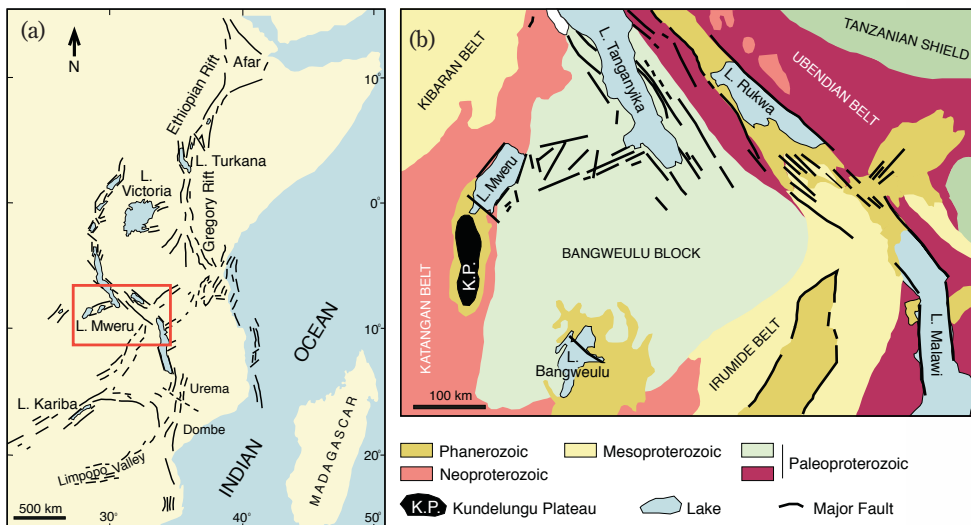 (a)
N
Afar
10°
Ethiopian Rift
L. Turkana
L.
Victoria
Gregory Rift
0°
L. Mweru
10°
OCEAN
INDIAN
Urema
L. Kariba
Dombe
Limpopo Valley
MADAGASCAR
20°
500 km
30°
40°
50°
(b)
KIBARAN BELT
L. Tanganyika
L. Rukwa
UBENDIAN BELT
TANZANIAN
SHIELD
L. Mweru
K.P.
BANGWEULU BLOCK
KATANGAN BELT
L.
Bangweulu
IRUMIDE BELT
L. Malawi
100 km
Phanerozoic
Mesoproterozoic
Paleoproterozoic
Neoproterozoic
K.P.
Kundelungu Plateau
Lake
Major Fault